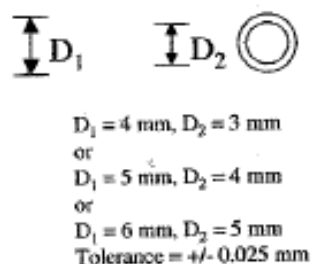 D₁ D₂
D₁ = 4 mm, D₂ = 3 mm
or
D₁ = 5 mm, D₂ = 4 mm
or
D₁ = 6 mm, D₂ = 5 mm
Tolerance = +/- 0.025 mm